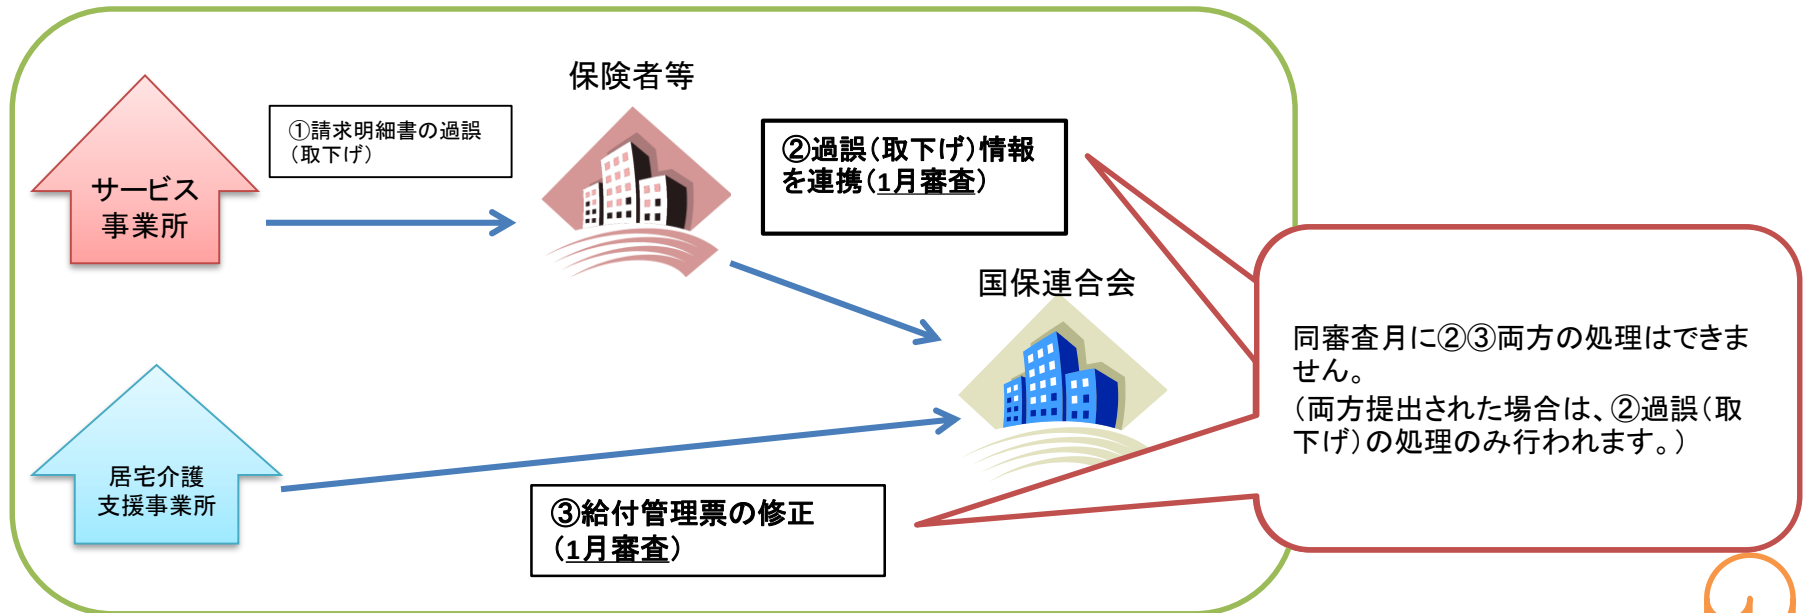 保険者等
サービス
事業所
①請求明細書の過誤
（取下げ）
②過誤（取下げ）情報
を連携（1月審査）
国保連合会
居宅介護
支援事業所
③給付管理票の修正
（1月審査）
同審査月に②③両方の処理はできま
せん。
（両方提出された場合は、②過誤（取
下げ）の処理のみ行われます。）